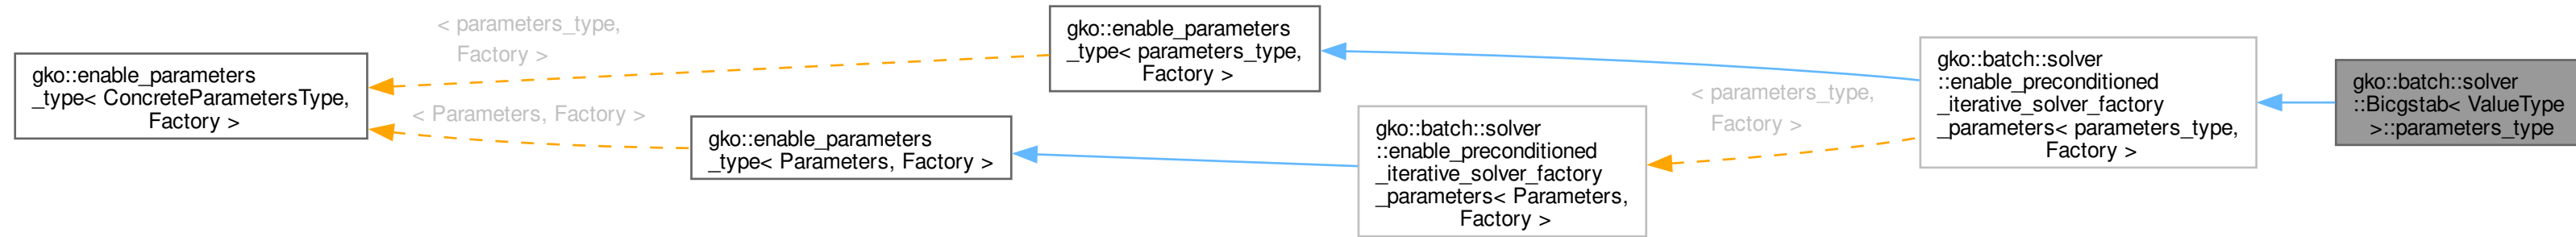 gko::enable_parameters
_type< ConcreteParametersType,
Factory >
< parameters_type,
Factory >
< Parameters, Factory >
gko::enable_parameters
_type< parameters_type,
Factory >
gko::enable_parameters
_type< Parameters, Factory >
gko::batch::solver
::enable_preconditioned
_iterative_solver_factory
_parameters< Parameters,
Factory >
< parameters_type,
Factory >
gko::batch::solver
::enable_preconditioned
_iterative_solver_factory
_parameters< parameters_type,
Factory >
gko::batch::solver
::Bicgstab< ValueType
>::parameters_type